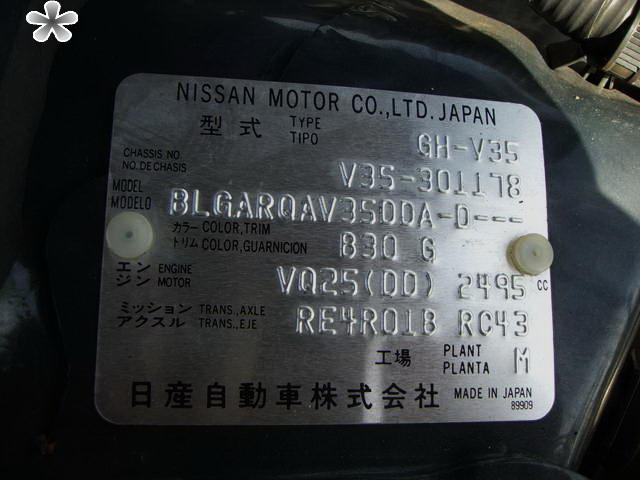 NISSAN MOTOR CO.,LTD. JAPAN
型式 TYPE TIPO GH-V35
CHASSIS NO. NO. DE CHASIS V35-301178
MODEL MODELO BLGARQAV35DDA-D---
カラー COLOR,TRIM トリム COLOR,GUARNICION B30 G
エンジン ENGINE MOTOR VQ25(DD) 2495 CC
ミッション TRANS.,AXLE アクスル TRANS.,EJE RE4R01B RC43
工場 PLANT PLANTA M
日産自動車株式会社 MADE IN JAPAN
89909